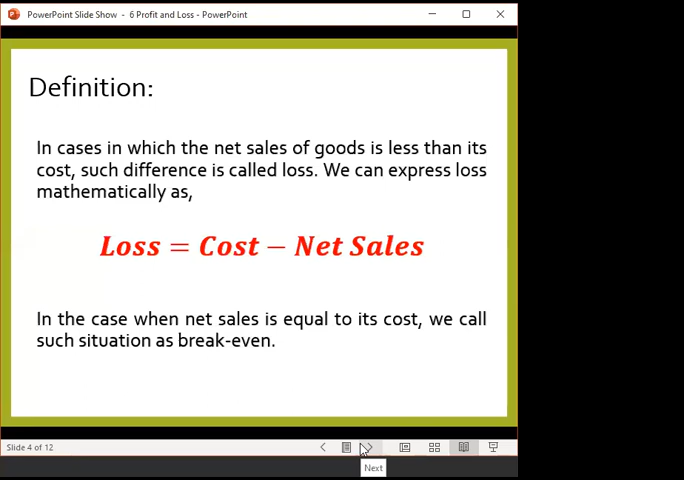 PowerPoint Slide Show - 6 Profit and Loss - PowerPoint
Definition:
In cases in which the net sales of goods is less than its
cost, such difference is called loss. We can express loss
mathematically as,
Loss = Cost − Net Sales
In the case when net sales is equal to its cost, we call
such situation as break-even.
Slide 4 of 12
Next